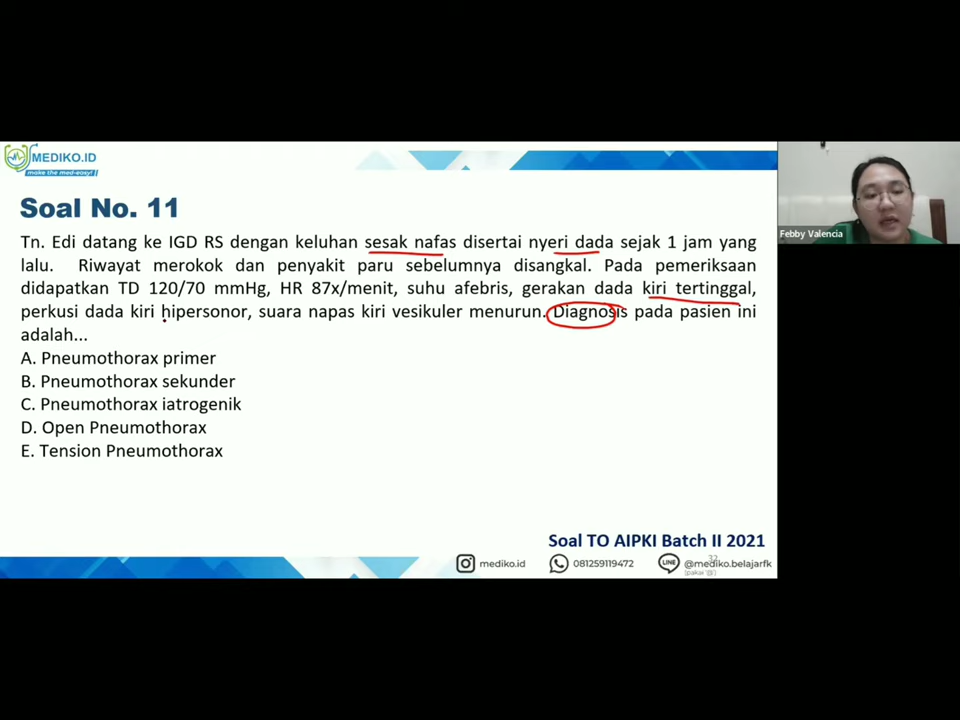 MEDIKO.ID
make the med-easy!
Soal No. 11
Tn. Edi datang ke IGD RS dengan keluhan sesak nafas disertai nyeri dada sejak 1 jam yang
lalu. Riwayat merokok dan penyakit paru sebelumnya disangkal. Pada pemeriksaan
didapatkan TD 120/70 mmHg, HR 87x/menit, suhu afebris, gerakan dada kiri tertinggal,
perkusi dada kiri hipersonor, suara napas kiri vesikuler menurun. Diagnosis pada pasien ini
adalah...
A. Pneumothorax primer
B. Pneumothorax sekunder
C. Pneumothorax iatrogenik
D. Open Pneumothorax
E. Tension Pneumothorax
Soal TO AIPKI Batch II 2021
mediko.id
081259119472
LINE
@mediko.belajarfk
32
(pakai '@')
Febby Valencia